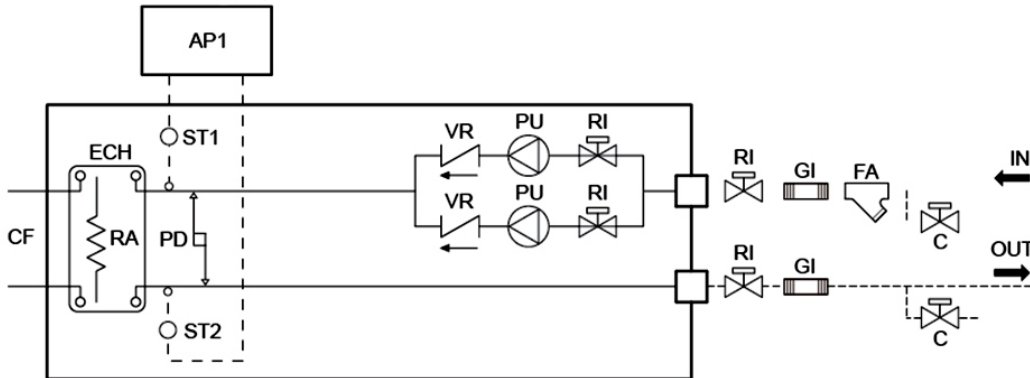 AP1
ST1
VR PU RI
ECH
RI GI FA IN
VR PU RI
CF RA PD
C
RI GI OUT
ST2
C